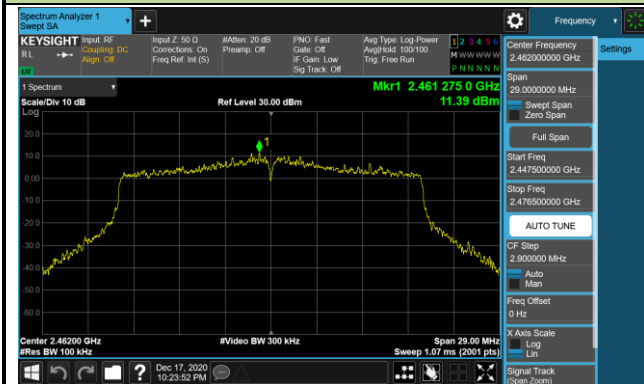 Spectrum Analyzer 1
Swept SA
+
Frequency
KEYSIGHT
RL
Input: RF
Coupling: DC
Align: Off
Input Z: 50 Ω
Corrections: On
Freq Ref: Int (S)
#Atten: 20 dB
Preamp: Off
PNO: Fast
Gate: Off
IF Gain: Low
Sig Track: Off
Avg Type: Log-Power
Avg|Hold: 100/100
Trig: Free Run
1 2 3 4 5 6
M W W W W W
P N N N N N
1 Spectrum
Scale/Div 10 dB
Log
Ref Level 30.00 dBm
Mkr1 2.461 275 0 GHz
11.39 dBm
20.0
10.0
0.00
-10.0
-20.0
-30.0
-40.0
-50.0
-60.0
1
Center 2.46200 GHz
#Res BW 100 kHz
#Video BW 300 kHz
Span 29.00 MHz
Sweep 1.07 ms (2001 pts)
Dec 17, 2020
10:23:52 PM
?
Center Frequency
2.462000000 GHz
Span
29.0000000 MHz
Swept Span
Zero Span
Full Span
Start Freq
2.447500000 GHz
Stop Freq
2.476500000 GHz
AUTO TUNE
CF Step
2.900000 MHz
Auto
Man
Freq Offset
0 Hz
X Axis Scale
Log
Lin
Signal Track
(Span Zoom)
Settings